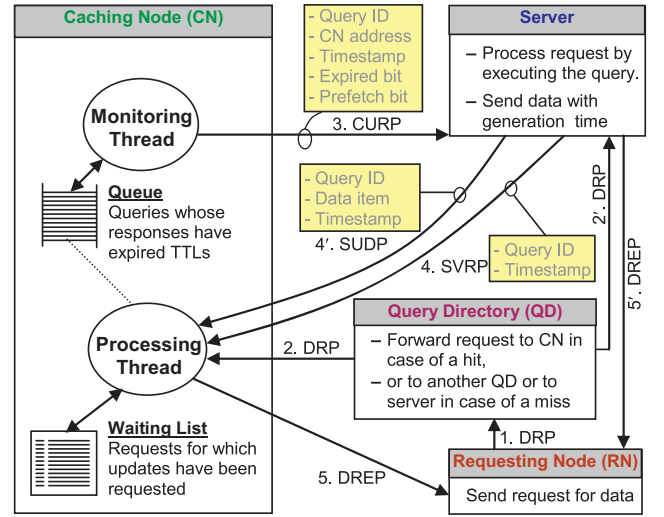 Caching Node (CN)
- Query ID
- CN address
- Timestamp
- Expired bit
- Prefetch bit
Server
– Process request by
executing the query.
– Send data with
generation time
Monitoring
Thread
3. CURP
Queue
Queries whose
responses have
expired TTLs
- Query ID
- Data item
- Timestamp
4'. SUDP
4. SVRP
- Query ID
- Timestamp
2'. DRP
5'. DREP
Query Directory (QD)
– Forward request to CN in
case of a hit,
– or to another QD or to
server in case of a miss
2. DRP
Processing
Thread
Waiting List
Requests for which
updates have been
requested
1. DRP
5. DREP
Requesting Node (RN)
Send request for data